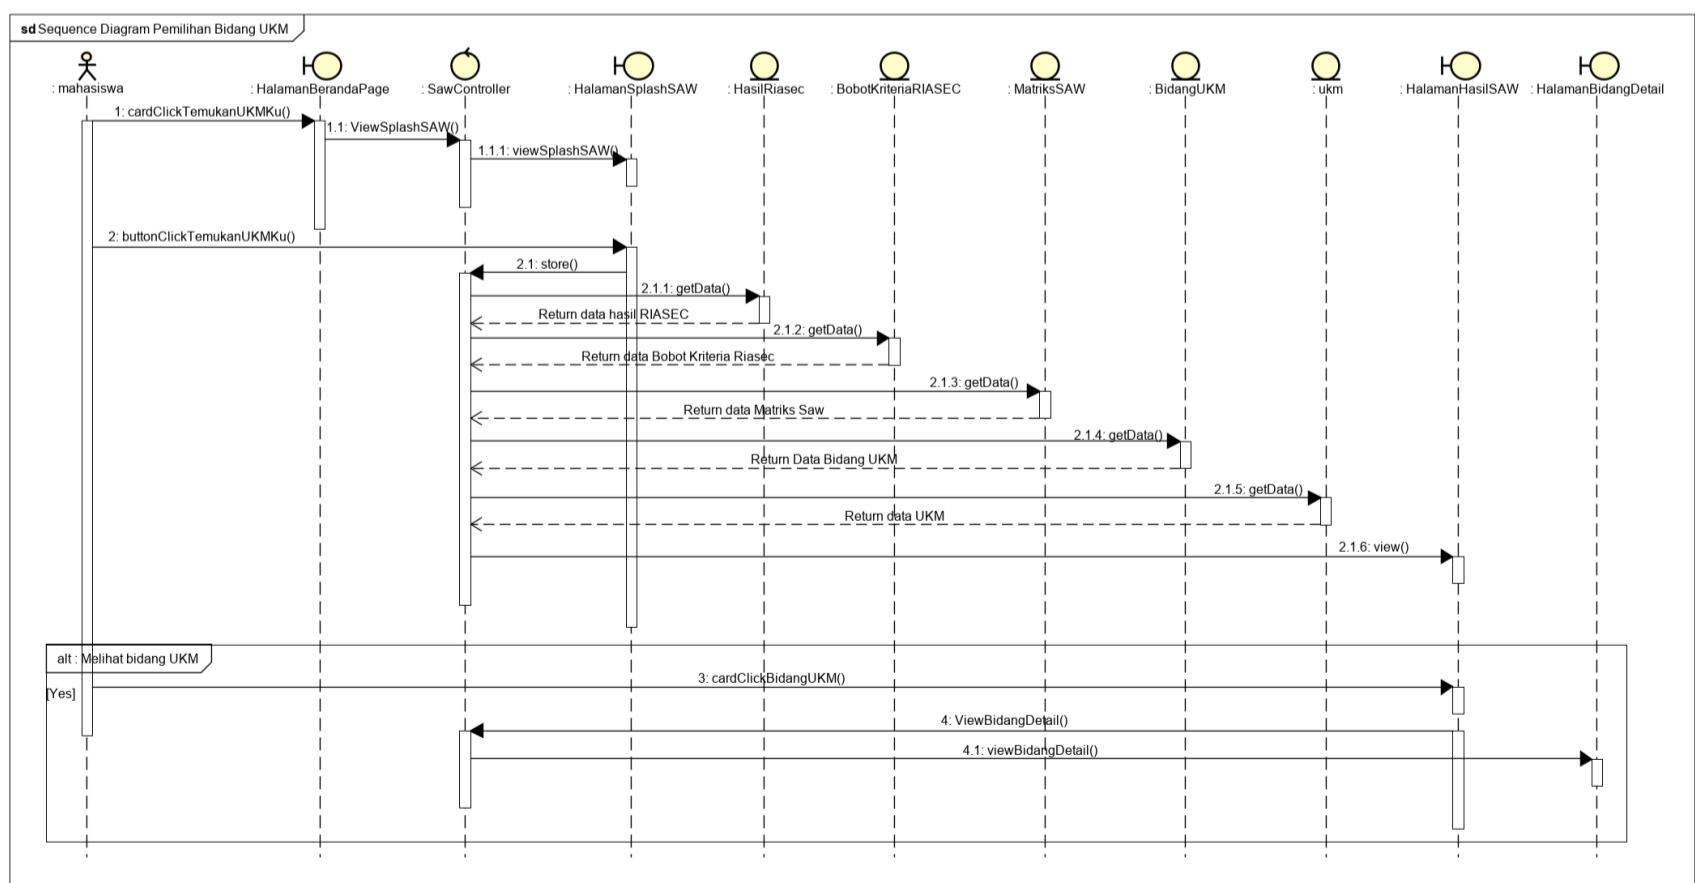 sd Sequence Diagram Pemilihan Bidang UKM
: mahasiswa
: HalamanBerandaPage
: SawController
: HalamanSplashSAW
: HasilRiasec
: BobotKriteriaRIASEC
: MatriksSAW
: BidangUKM
: ukm
: HalamanHasilSAW
: HalamanBidangDetail
1: cardClickTemukanUKMKu()
1.1: ViewSplashSAW()
1.1.1: viewSplashSAW()
2: buttonClickTemukanUKMKu()
2.1: store()
2.1.1: getData()
Return data hasil RIASEC
2.1.2: getData()
Return data Bobot Kriteria Riasec
2.1.3: getData()
Return data Matriks Saw
2.1.4: getData()
Return Data Bidang UKM
2.1.5: getData()
Return data UKM
2.1.6: view()
alt : Melihat bidang UKM
[Yes]
3: cardClickBidangUKM()
4: ViewBidangDetail()
4.1: viewBidangDetail()